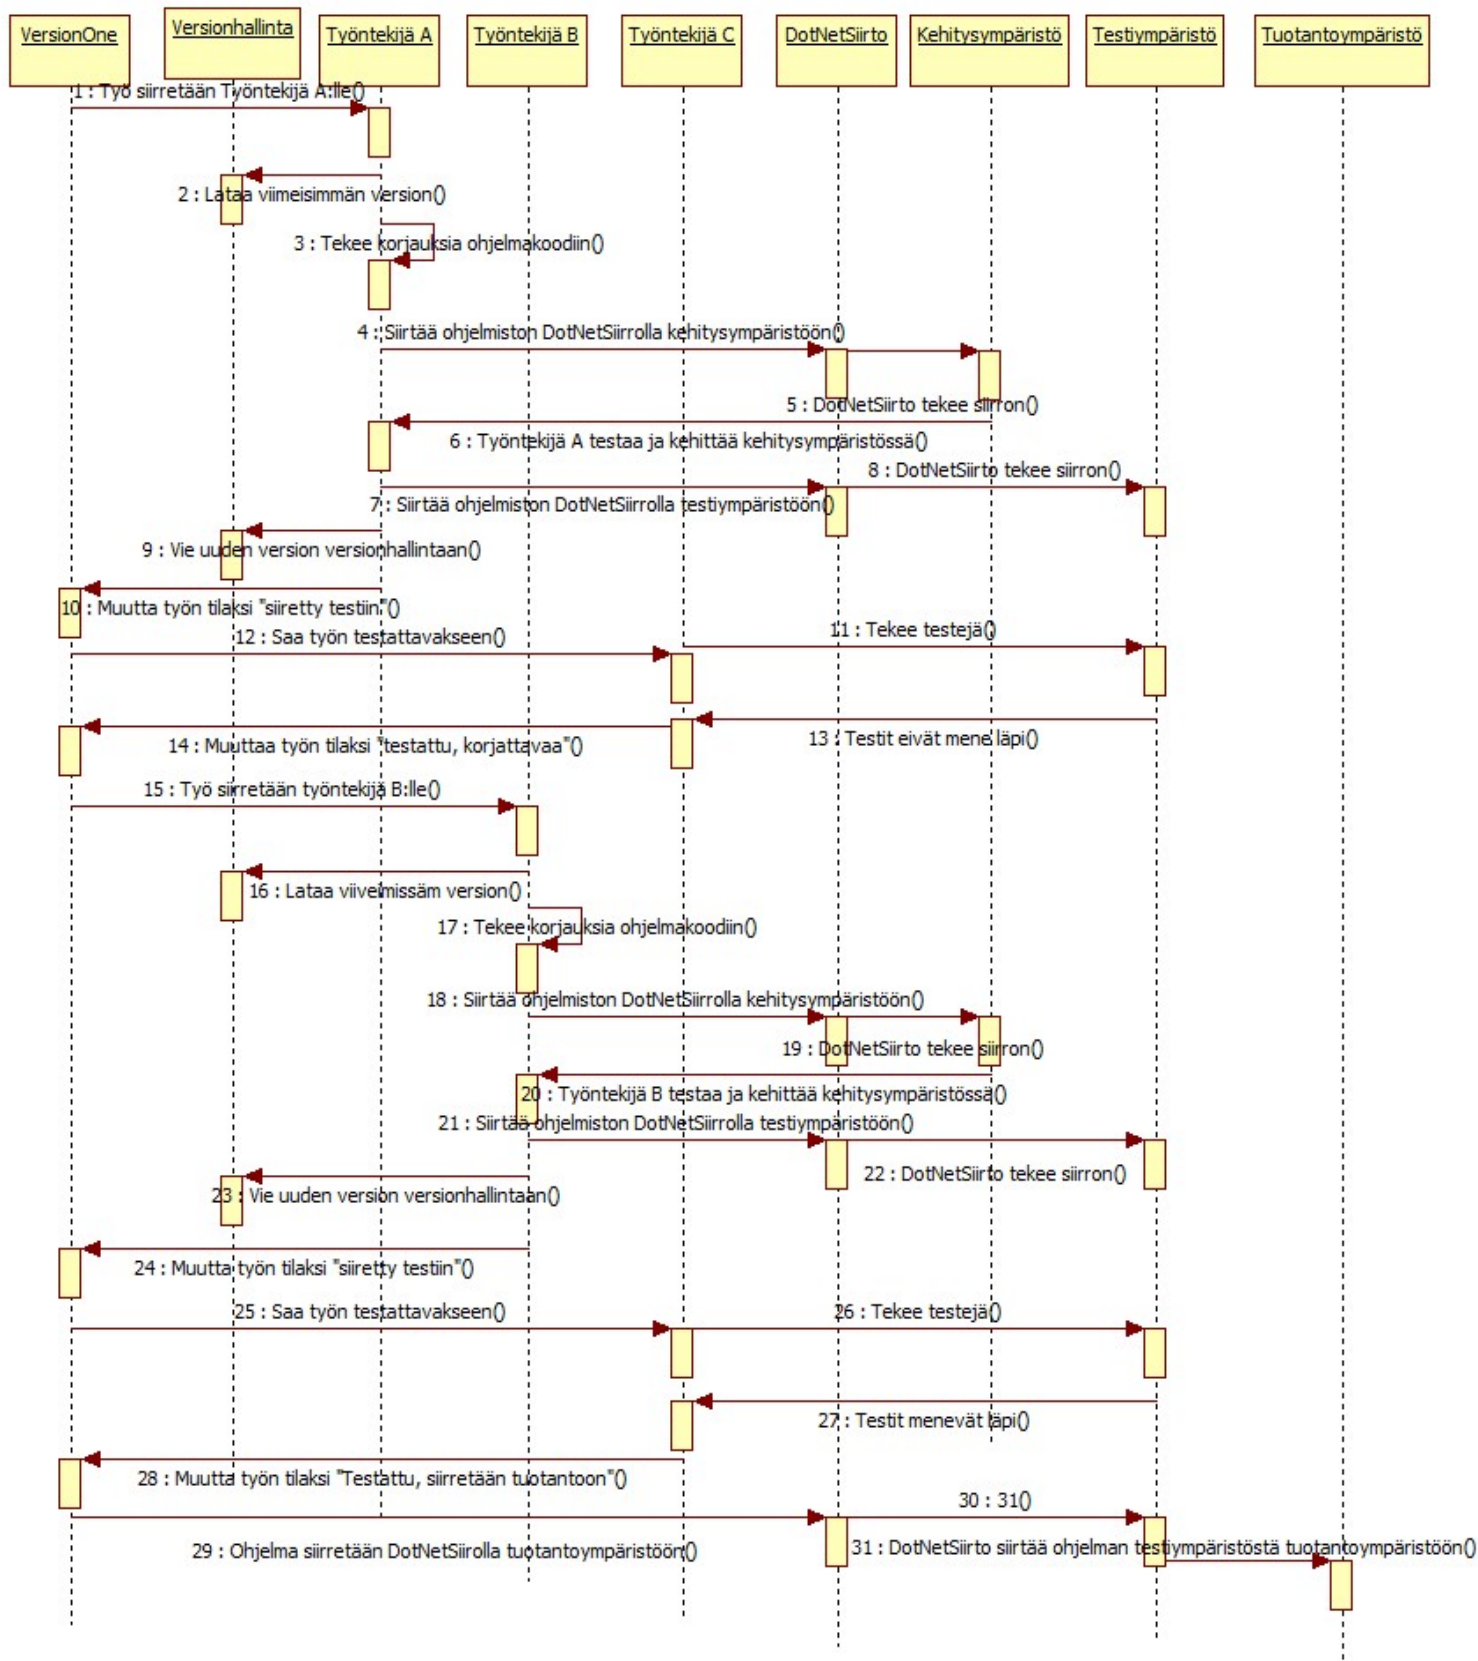 VersionOne
Versionhallinta
Työntekijä A
Työntekijä B
Työntekijä C
DotNetSiirto
Kehitysympäristö
Testiympäristö
Tuotantoympäristö
1 : Työ siirretään Työntekijä A:lle()
2 : Lataa viimeisimmän version()
3 : Tekee korjauksia ohjelmakoodiin()
4 : Siirtää ohjelmiston DotNetSiirrolla kehitysympäristöön()
5 : DotNetSiirto tekee siirron()
6 : Työntekijä A testaa ja kehittää kehitysympäristössä()
8 : DotNetSiirto tekee siirron()
7 : Siirtää ohjelmiston DotNetSiirrolla testiympäristöön()
9 : Vie uuden version versionhallintaan()
10 : Muutta työn tilaksi "siiretty testiin"()
12 : Saa työn testattavakseen()
11 : Tekee testejä()
14 : Muuttaa työn tilaksi "testattu, korjattavaa"()
13 : Testit eivät mene läpi()
15 : Työ siirretään työntekijä B:lle()
16 : Lataa viivemissäm version()
17 : Tekee korjauksia ohjelmakoodiin()
18 : Siirtää ohjelmiston DotNetSiirrolla kehitysympäristöön()
19 : DotNetSiirto tekee siirron()
20 : Työntekijä B testaa ja kehittää kehitysympäristössä()
21 : Siirtää ohjelmiston DotNetSiirrolla testiympäristöön()
22 : DotNetSiirto tekee siirron()
23 : Vie uuden version versionhallintaan()
24 : Muutta työn tilaksi "siiretty testiin"()
25 : Saa työn testattavakseen()
26 : Tekee testejä()
27 : Testit menevät läpi()
28 : Muutta työn tilaksi "Testattu, siirretään tuotantoon"()
30 : 31()
29 : Ohjelma siirretään DotNetSiirolla tuotantoympäristöön()
31 : DotNetSiirto siirtää ohjelman testiympäristöstä tuotantoympäristöön()